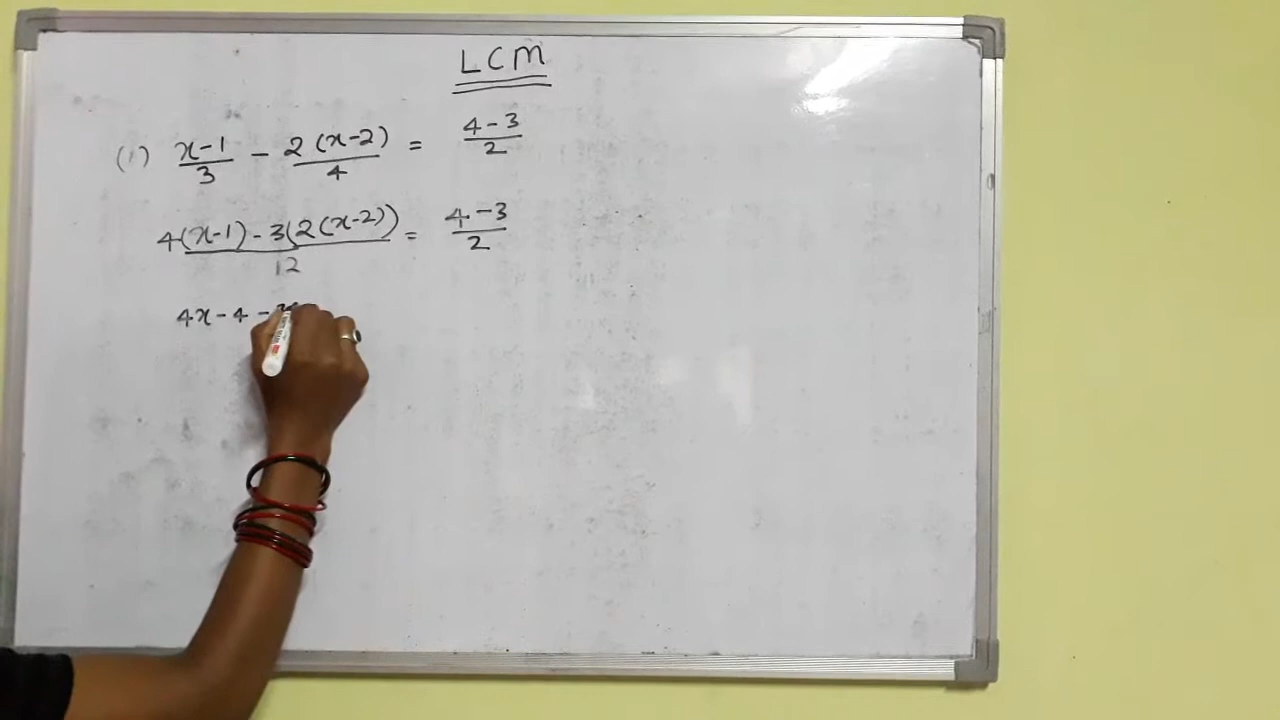 LCM
(1) x-1/3 - 2(x-2)/4 = 4-3/2
4(x-1)-3(2(x-2))/12 = 4-3/2
4x-4-